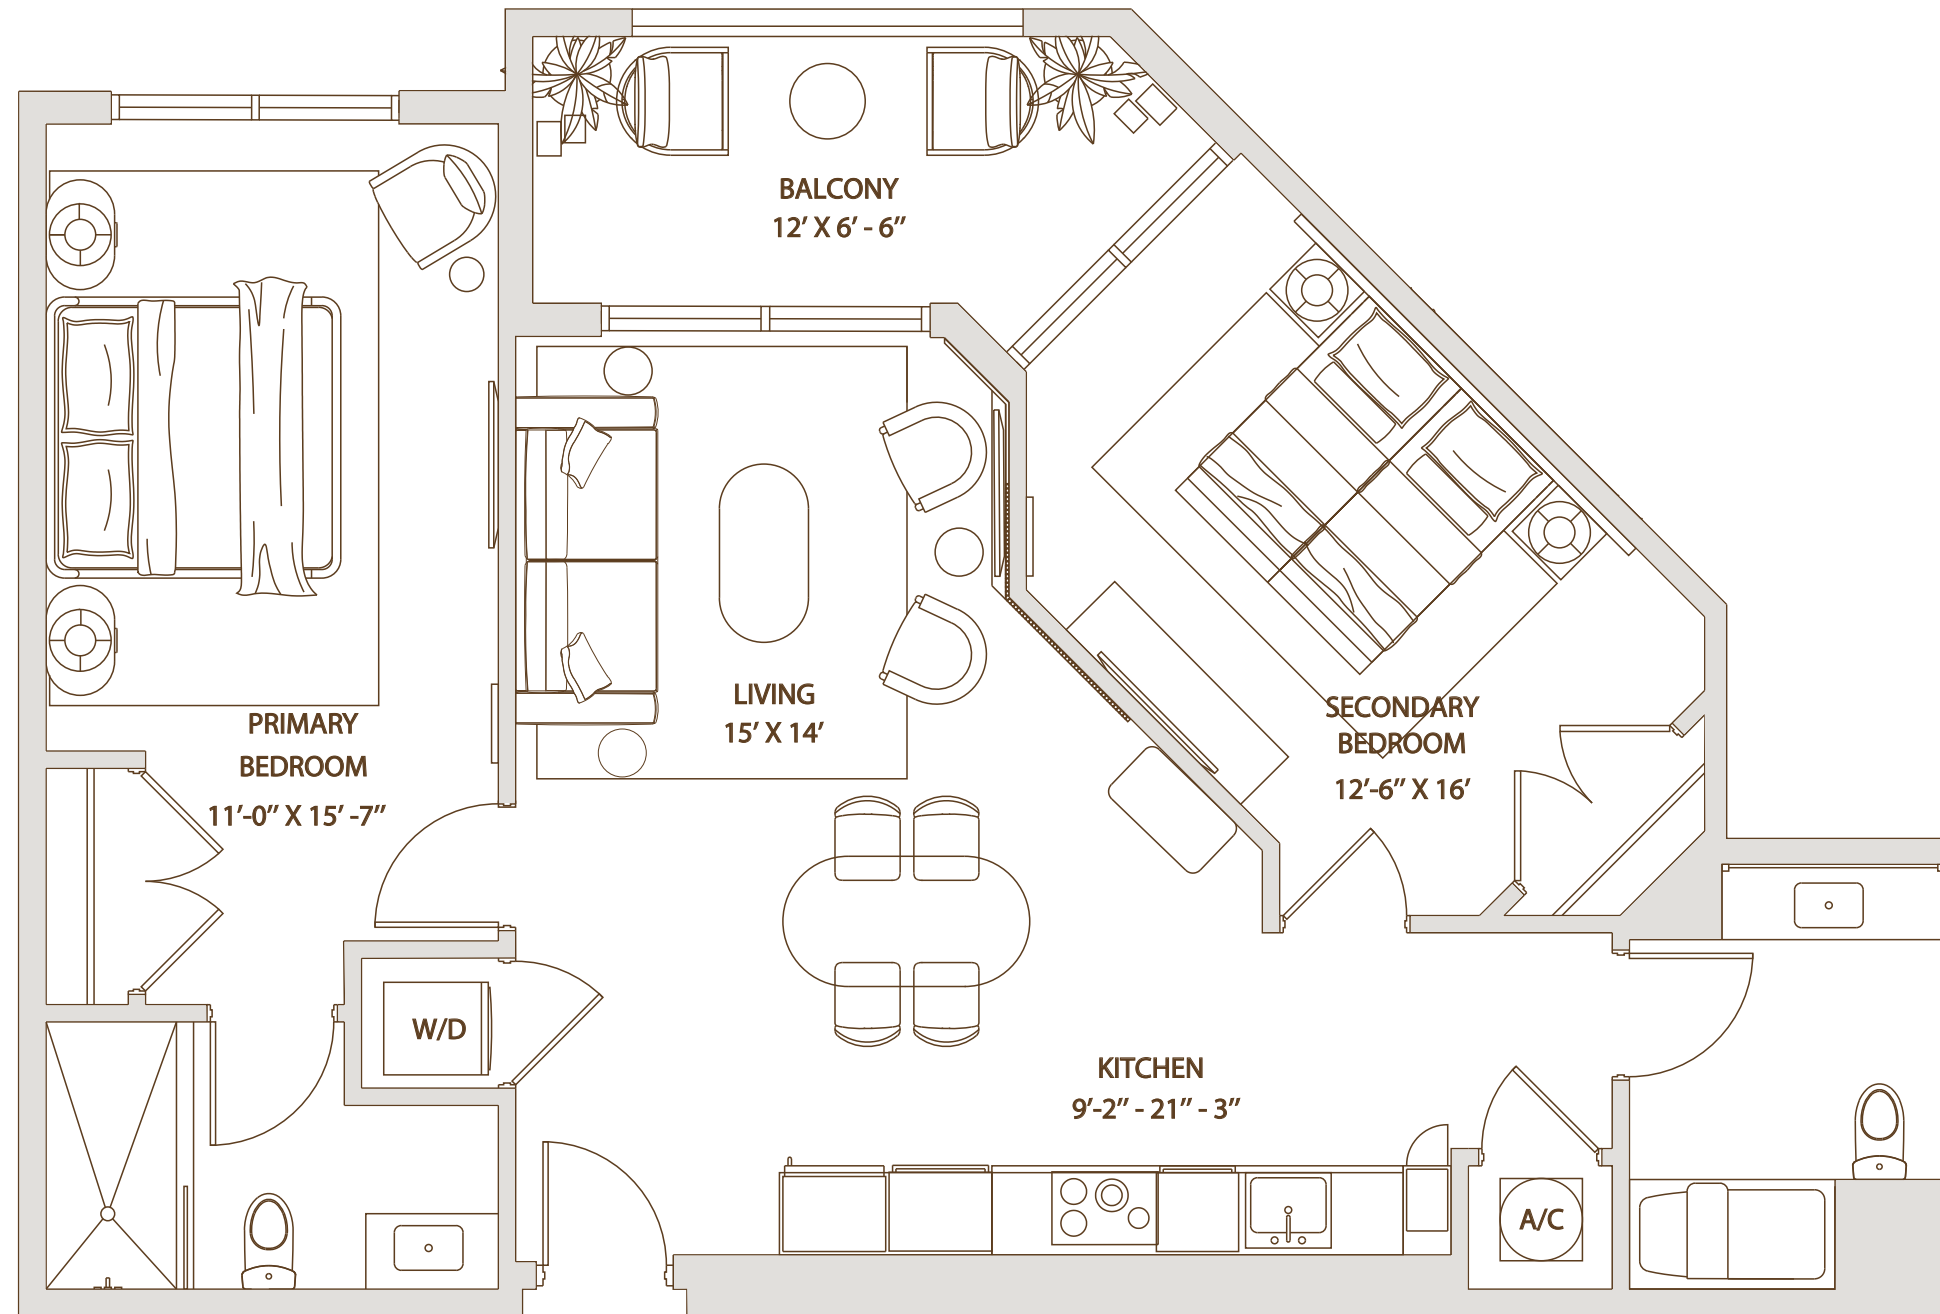 BALCONY
12’ X 6’ - 6”
PRIMARY
BEDROOM
11’-0” X 15’ -7”
LIVING
15’ X 14’
SECONDARY
BEDROOM
12’-6” X 16’
W/D
KITCHEN
9’-2” - 21” - 3”
A/C